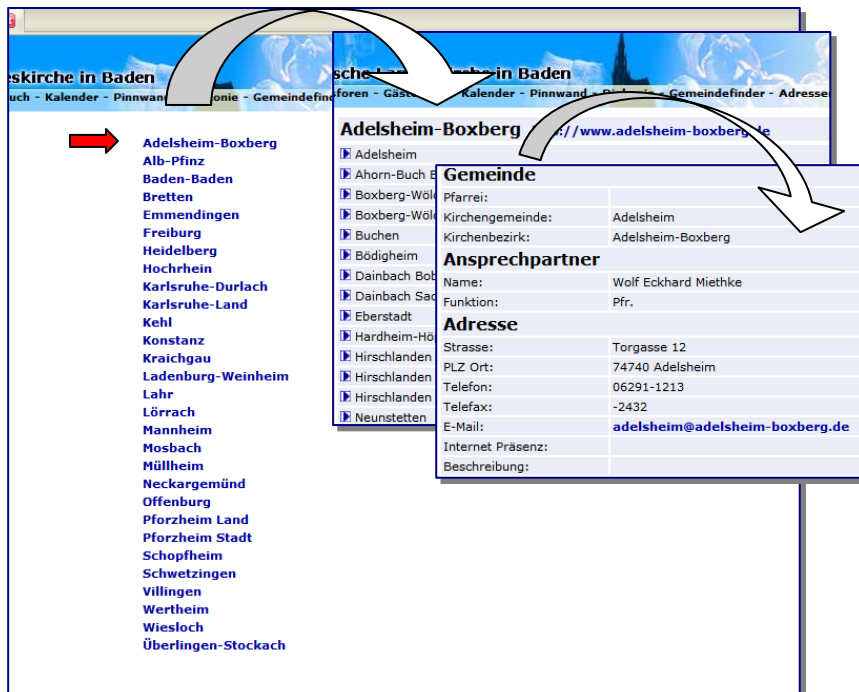 eskirche in Baden
uch - Kalender - Pinnwand onie - Gemeindefin
Adelsheim-Boxberg
Alb-Pfinz
Baden-Baden
Bretten
Emmendingen
Freiburg
Heidelberg
Hochrhein
Karlsruhe-Durlach
Karlsruhe-Land
Kehl
Konstanz
Kraichgau
Ladenburg-Weinheim
Lahr
Lörrach
Mannheim
Mosbach
Müllheim
Neckargemünd
Offenburg
Pforzheim Land
Pforzheim Stadt
Schopfheim
Schwetzingen
Villingen
Wertheim
Wiesloch
Überlingen-Stockach
sche in Baden
foren - Kalender - Pinnwand - Gemeindefinder - Adresse
Adelsheim-Boxberg ://www.adelsheim-boxberg.de
Adelsheim
Ahorn-Buch
Boxberg-Wöl
Boxberg-Wöl
Buchen
Bödigheim
Dainbach Bob
Dainbach Sac
Eberstadt
Hardheim-Hö
Hirschlanden
Hirschlanden
Hirschlanden
Neunstetten
Gemeinde
Pfarrei:
Kirchengemeinde: Adelsheim
Kirchenbezirk: Adelsheim-Boxberg
Ansprechpartner
Name: Wolf Eckhard Miethke
Funktion: Pfr.
Adresse
Strasse: Torgasse 12
PLZ Ort: 74740 Adelsheim
Telefon: 06291-1213
Telefax: -2432
E-Mail: adelsheim@adelsheim-boxberg.de
Internet Präsenz:
Beschreibung: